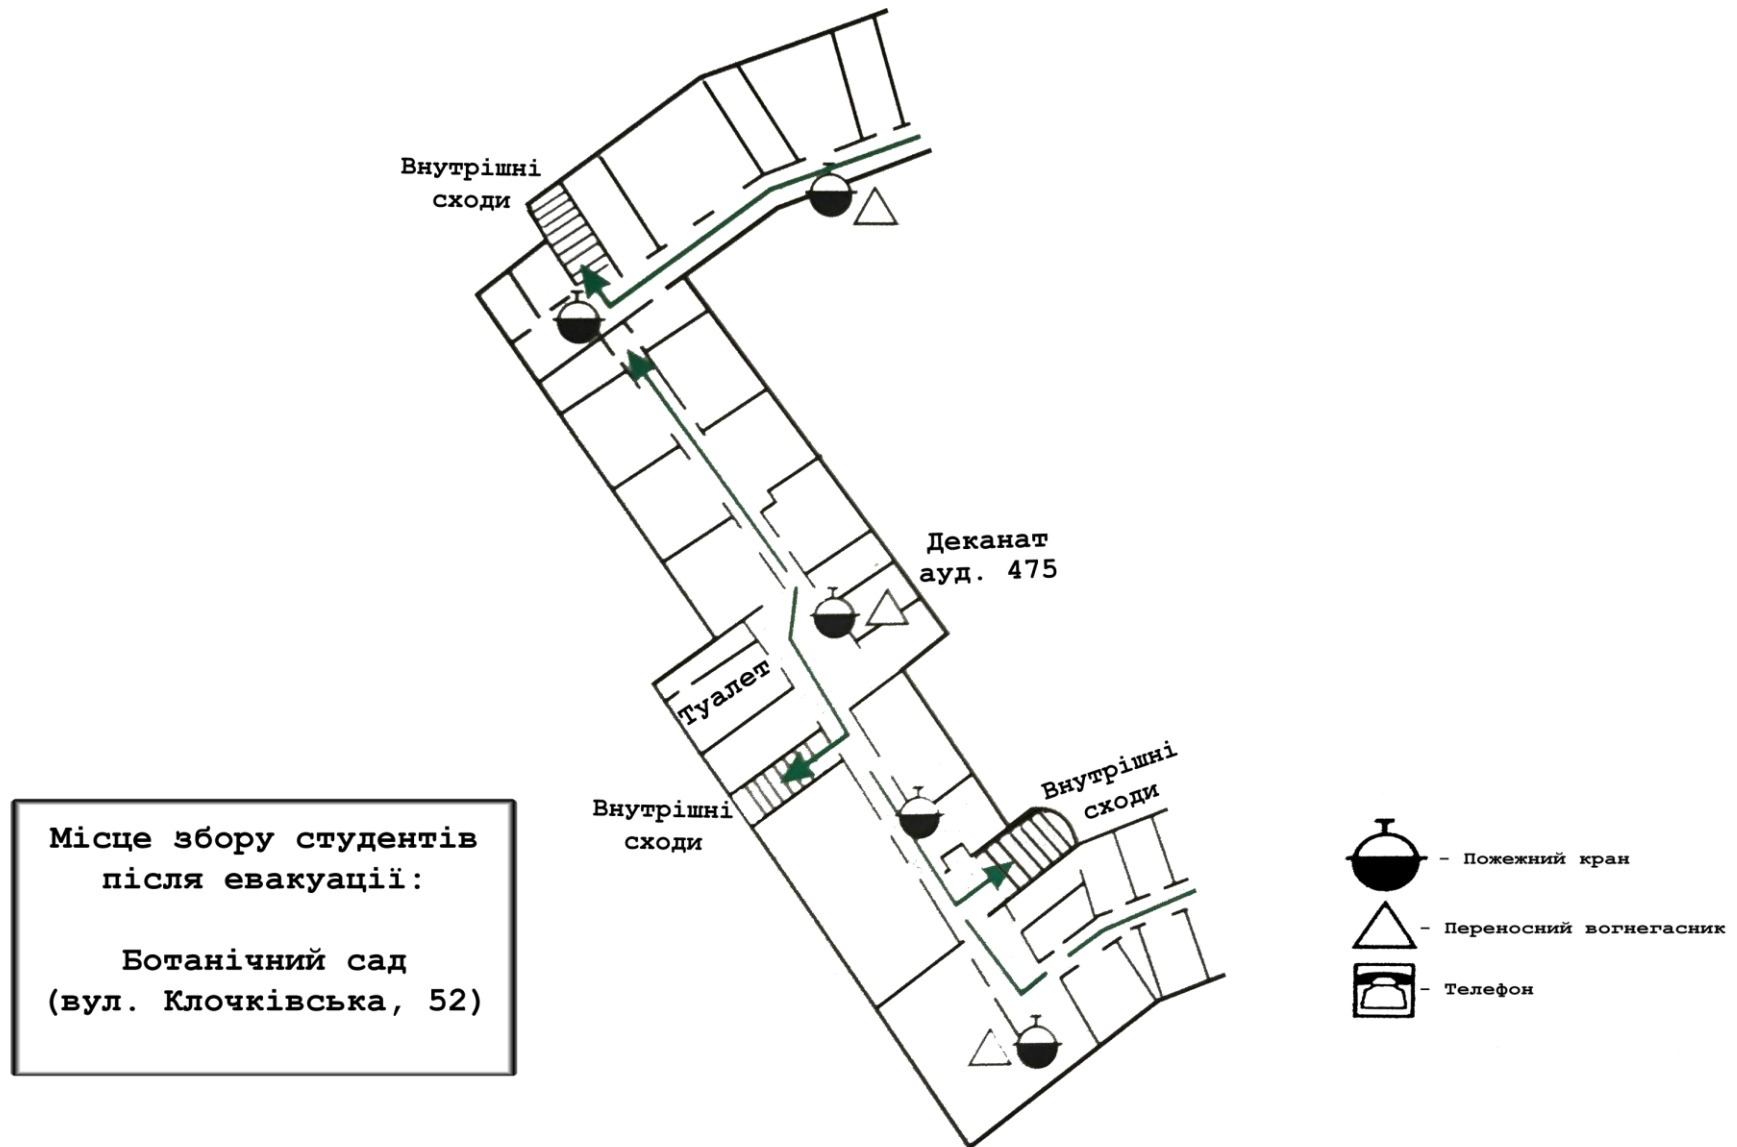 Внутрішні
сходи
Деканат
ауд. 475
Туалет
Внутрішні
сходи
Внутрішні
сходи
Місце збору студентів
після евакуації:
Ботанічний сад
(вул. Клочківська, 52)
- Пожежний кран
- Переносний вогнегасник
- Телефон